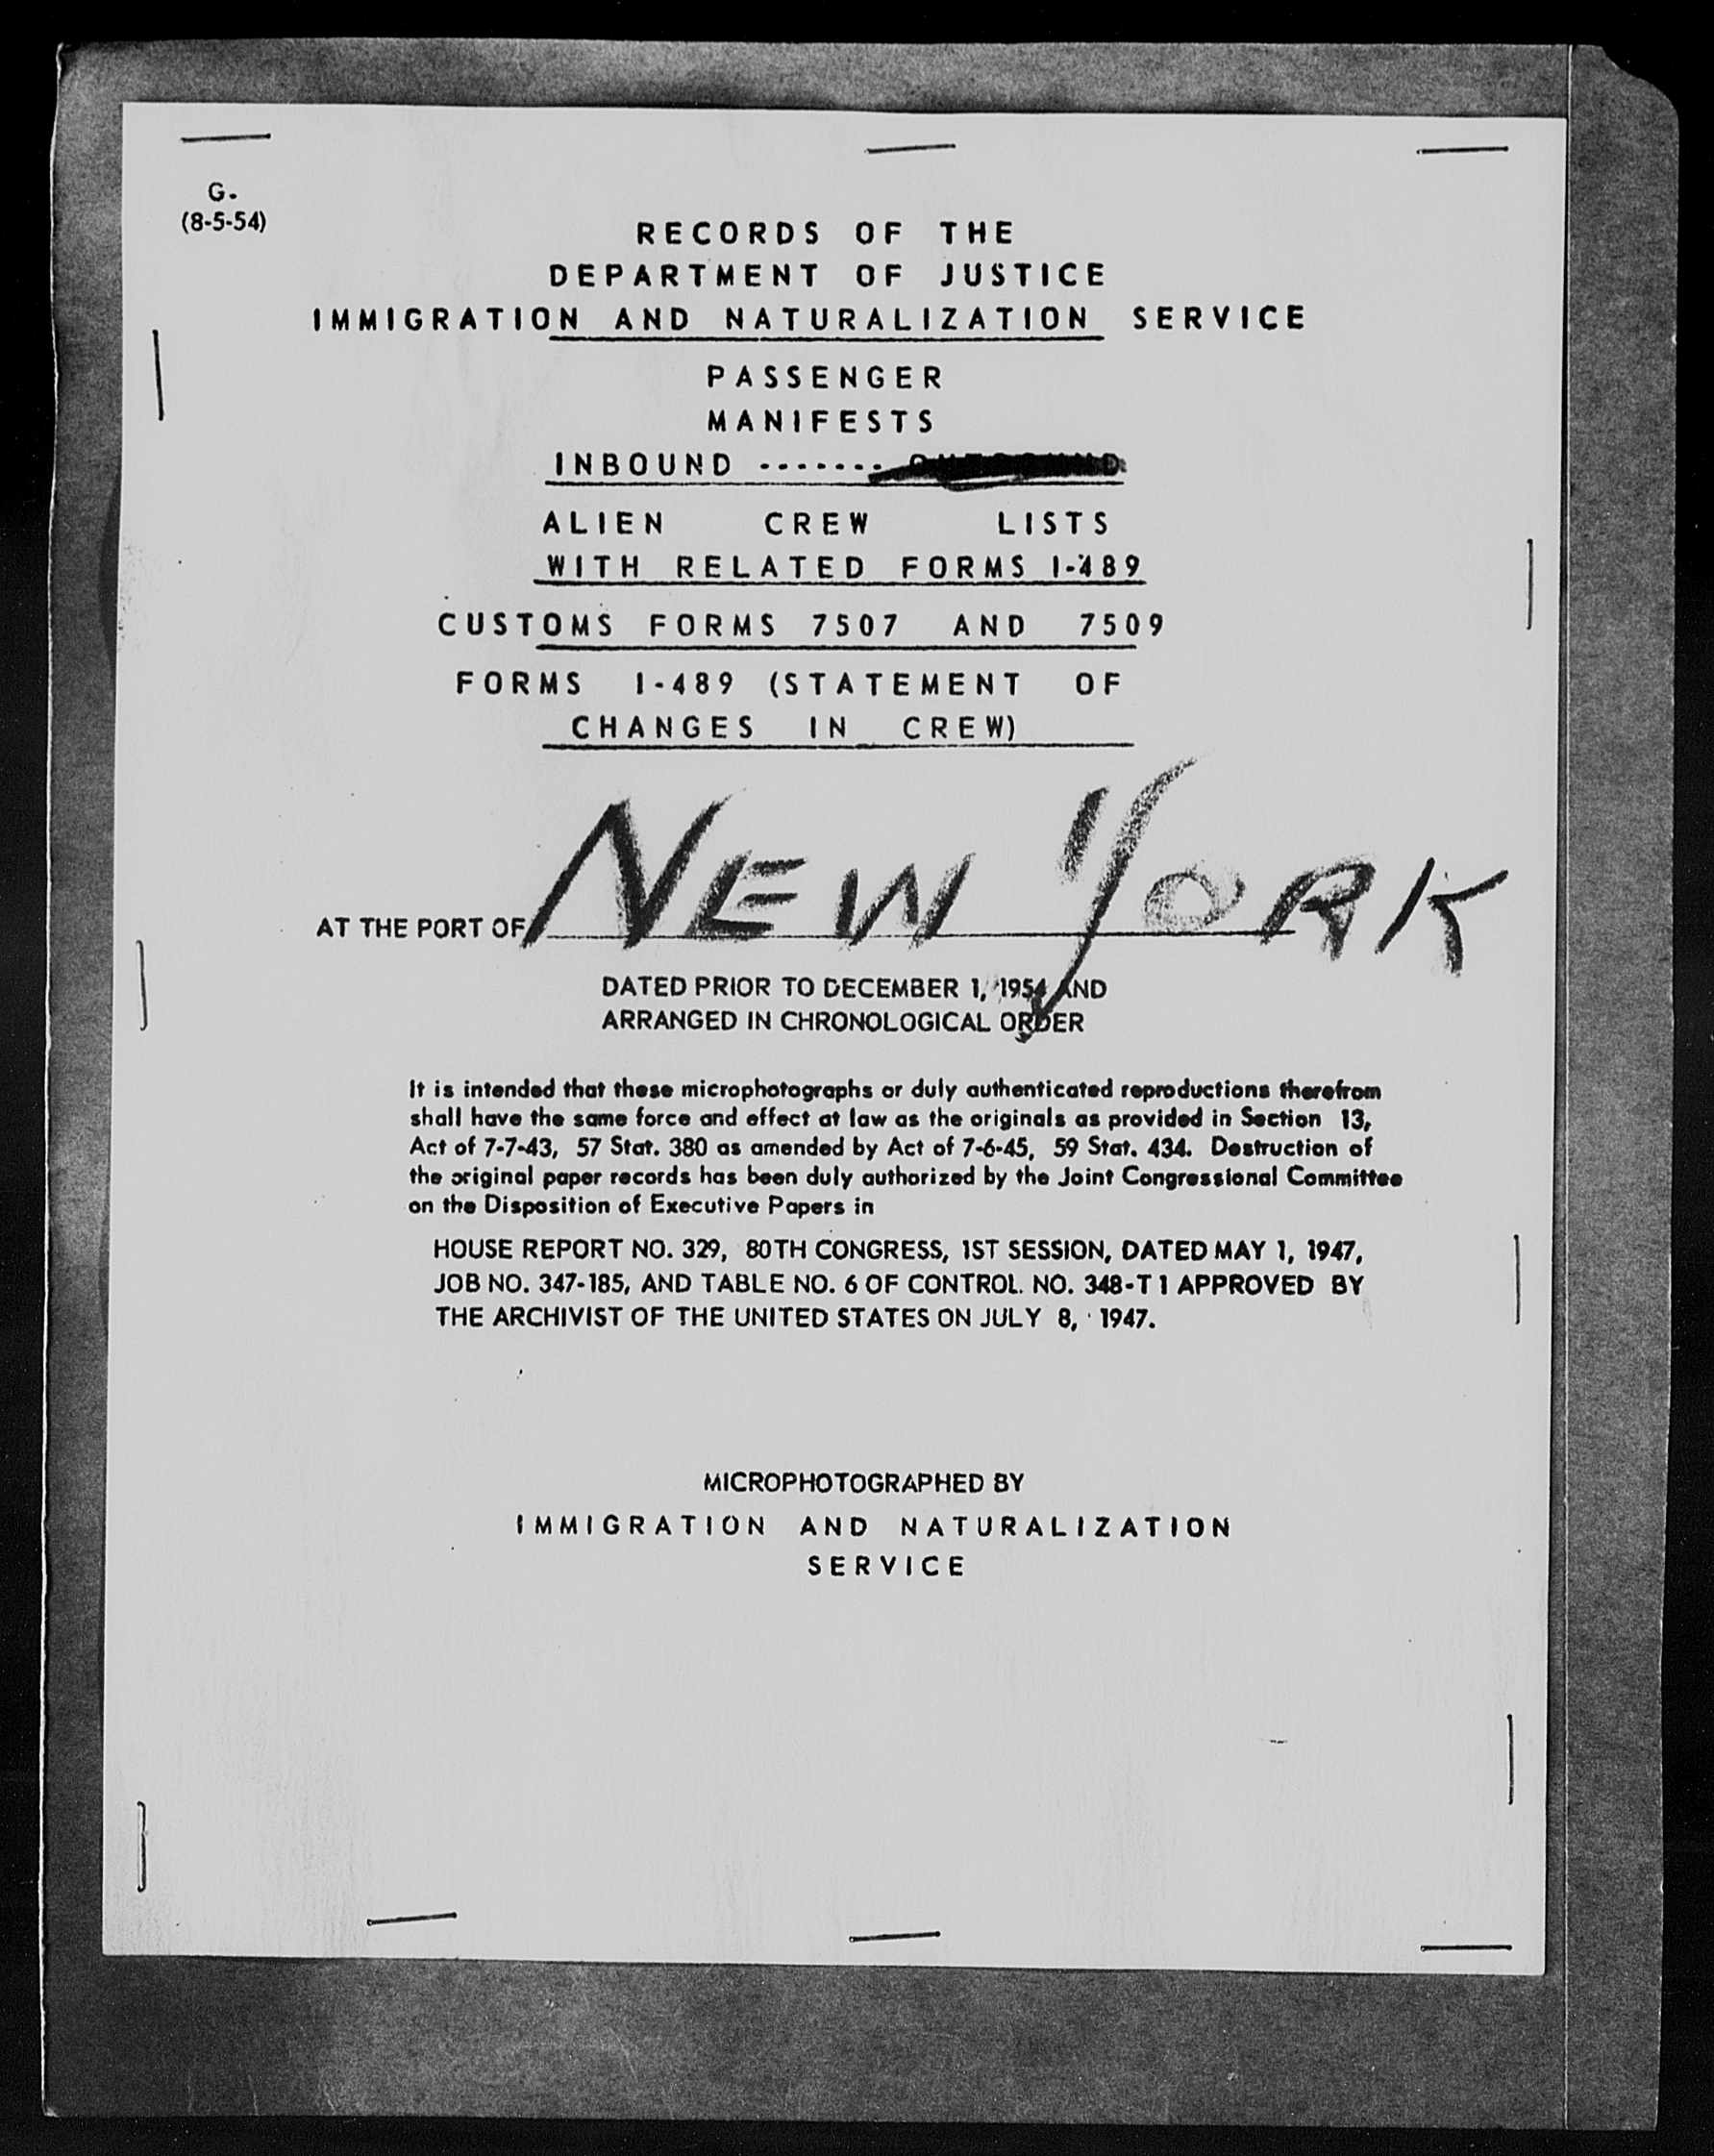 G-
(8-5-54)
RECORDS OF THE
DEPARTMENT OF JUSTICE
IMMIGRATION AND NATURALIZATION SERVICE
PASSENGER
MANIFESTS
INBOUND -------
ALIEN CREW LISTS
WITH RELATED FORMS I-489
CUSTOMS FORMS 7507 AND 7509
FORMS I-489 (STATEMENT OF
CHANGES IN CREW)
AT THE PORT OF NEW YORK
DATED PRIOR TO DECEMBER 1, 1954 AND
ARRANGED IN CHRONOLOGICAL ORDER
It is intended that these microphotographs or duly authenticated reproductions therefrom
shall have the same force and effect at law as the originals as provided in Section 13,
Act of 7-7-43, 57 Stat. 380 as amended by Act of 7-6-45, 59 Stat. 434. Destruction of
the original paper records has been duly authorized by the Joint Congressional Committee
on the Disposition of Executive Papers in
HOUSE REPORT NO. 329, 80TH CONGRESS, 1ST SESSION, DATED MAY 1, 1947,
JOB NO. 347-185, AND TABLE NO. 6 OF CONTROL NO. 348-T1 APPROVED BY
THE ARCHIVIST OF THE UNITED STATES ON JULY 8, 1947.
MICROPHOTOGRAPHED BY
IMMIGRATION AND NATURALIZATION
SERVICE